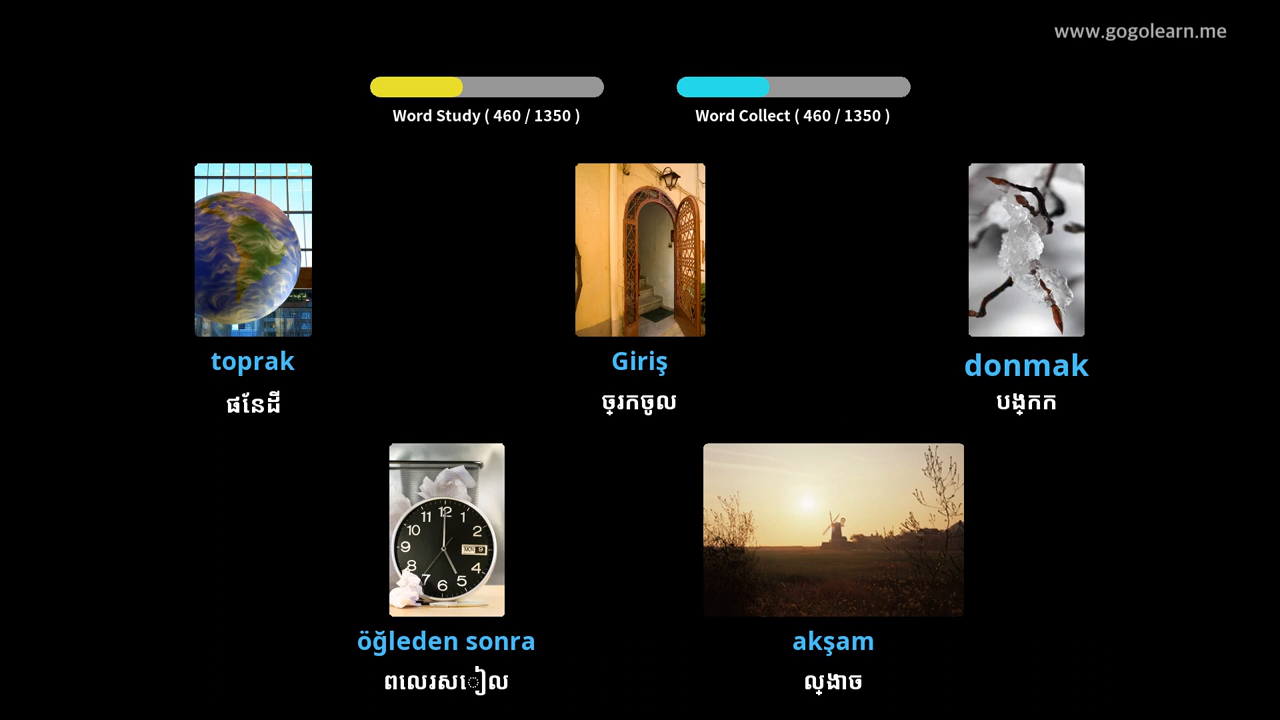 www.gogolearn.me
Word Study ( 460 / 1350 )
Word Collect ( 460 / 1350 )
toprak
ផែនដី
Giriş
ច្រកចូល
donmak
បង្កក
öğleden sonra
ពេលរសៀល
akşam
ល្ងាច